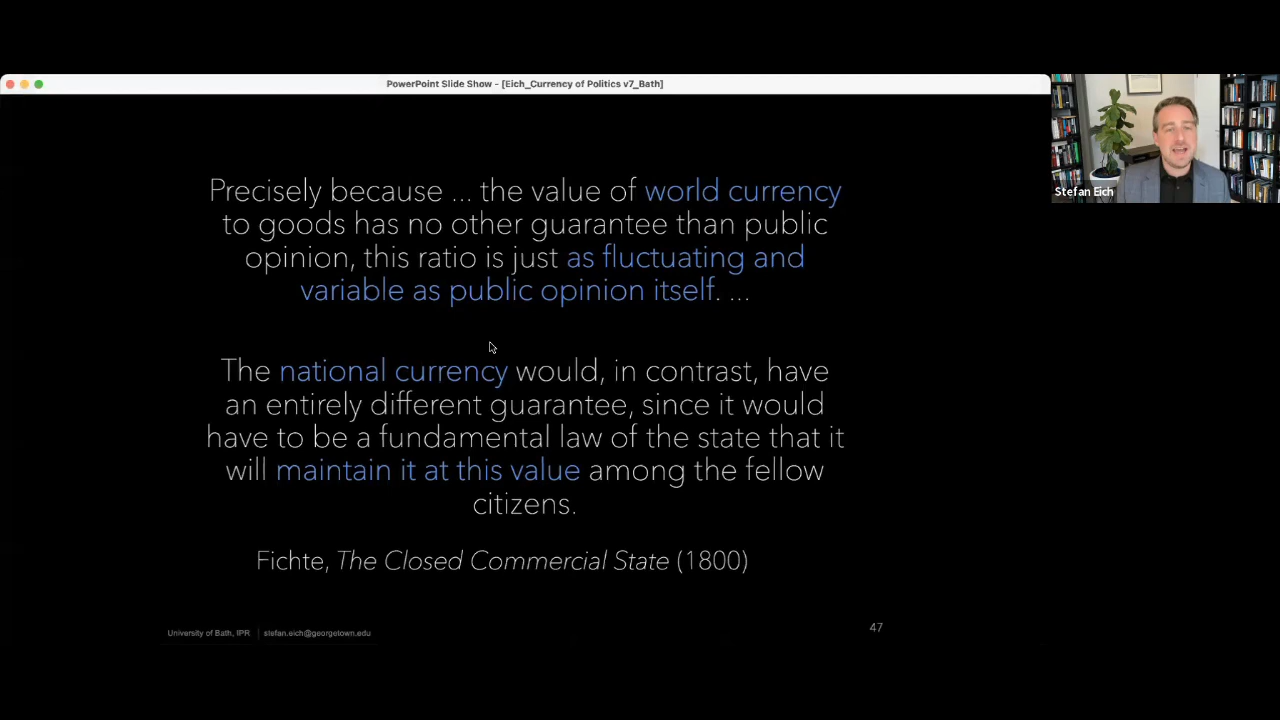 PowerPoint Slide Show - [Eich_Currency of Politics v7_Bath]
Stefan Eich
Precisely because ... the value of world currency
to goods has no other guarantee than public
opinion, this ratio is just as fluctuating and
variable as public opinion itself. ...
The national currency would, in contrast, have
an entirely different guarantee, since it would
have to be a fundamental law of the state that it
will maintain it at this value among the fellow
citizens.
Fichte, The Closed Commercial State (1800)
University of Bath, IPR | stefan.eich@georgetown.edu
47